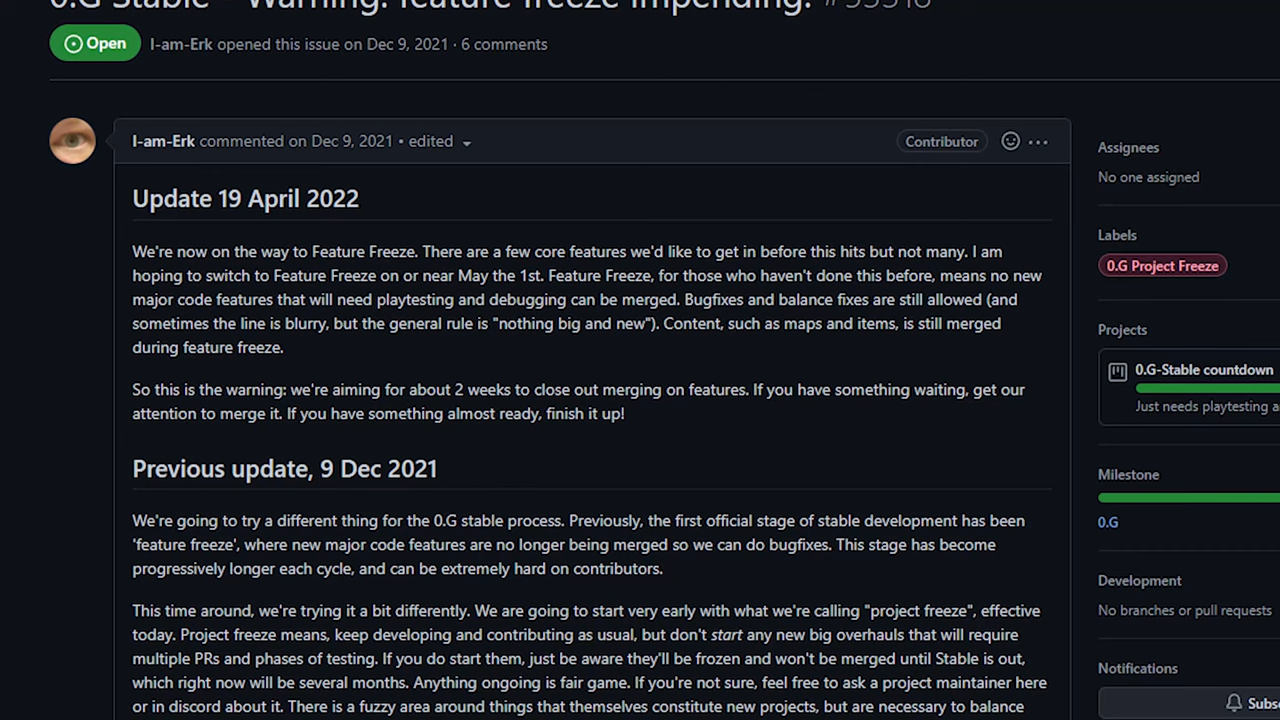 0.G Stable - Warning: feature freeze impending!
Open
I-am-Erk opened this issue on Dec 9, 2021 · 6 comments
I-am-Erk commented on Dec 9, 2021 • edited
Contributor
Update 19 April 2022
We're now on the way to Feature Freeze. There are a few core features we'd like to get in before this hits but not many. I am
hoping to switch to Feature Freeze on or near May the 1st. Feature Freeze, for those who haven't done this before, means no new
major code features that will need playtesting and debugging can be merged. Bugfixes and balance fixes are still allowed (and
sometimes the line is blurry, but the general rule is "nothing big and new"). Content, such as maps and items, is still merged
during feature freeze.
So this is the warning: we're aiming for about 2 weeks to close out merging on features. If you have something waiting, get our
attention to merge it. If you have something almost ready, finish it up!
Previous update, 9 Dec 2021
We're going to try a different thing for the 0.G stable process. Previously, the first official stage of stable development has been
'feature freeze', where new major code features are no longer being merged so we can do bugfixes. This stage has become
progressively longer each cycle, and can be extremely hard on contributors.
This time around, we're trying it a bit differently. We are going to start very early with what we're calling "project freeze", effective
today. Project freeze means, keep developing and contributing as usual, but don't start any new big overhauls that will require
multiple PRs and phases of testing. If you do start them, just be aware they'll be frozen and won't be merged until Stable is out,
which right now will be several months. Anything ongoing is fair game. If you're not sure, feel free to ask a project maintainer here
or in discord about it. There is a fuzzy area around things that themselves constitute new projects, but are necessary to balance
Assignees
No one assigned
Labels
0.G Project Freeze
Projects
0.G-Stable countdown
Just needs playtesting a
Milestone
0.G
Development
No branches or pull requests
Notifications
Subs